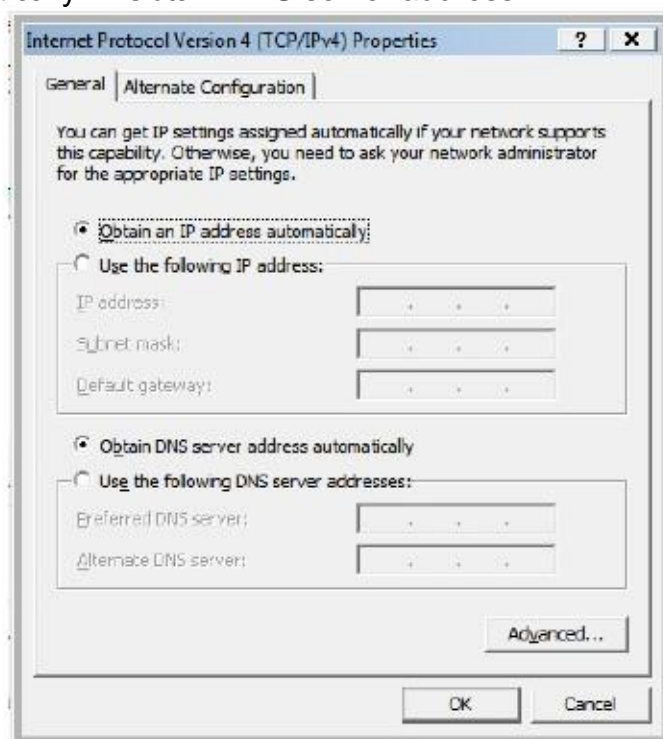 Internet Protocol Version 4 (TCP/IPv4) Properties
General
Alternate Configuration
You can get IP settings assigned automatically if your network supports
this capability. Otherwise, you need to ask your network administrator
for the appropriate IP settings.
Obtain an IP address automatically
Use the following IP address:
IP address:
Subnet mask:
Default gateway:
Obtain DNS server address automatically
Use the following DNS server addresses:
Preferred DNS server:
Alternate DNS server:
Advanced...
OK Cancel